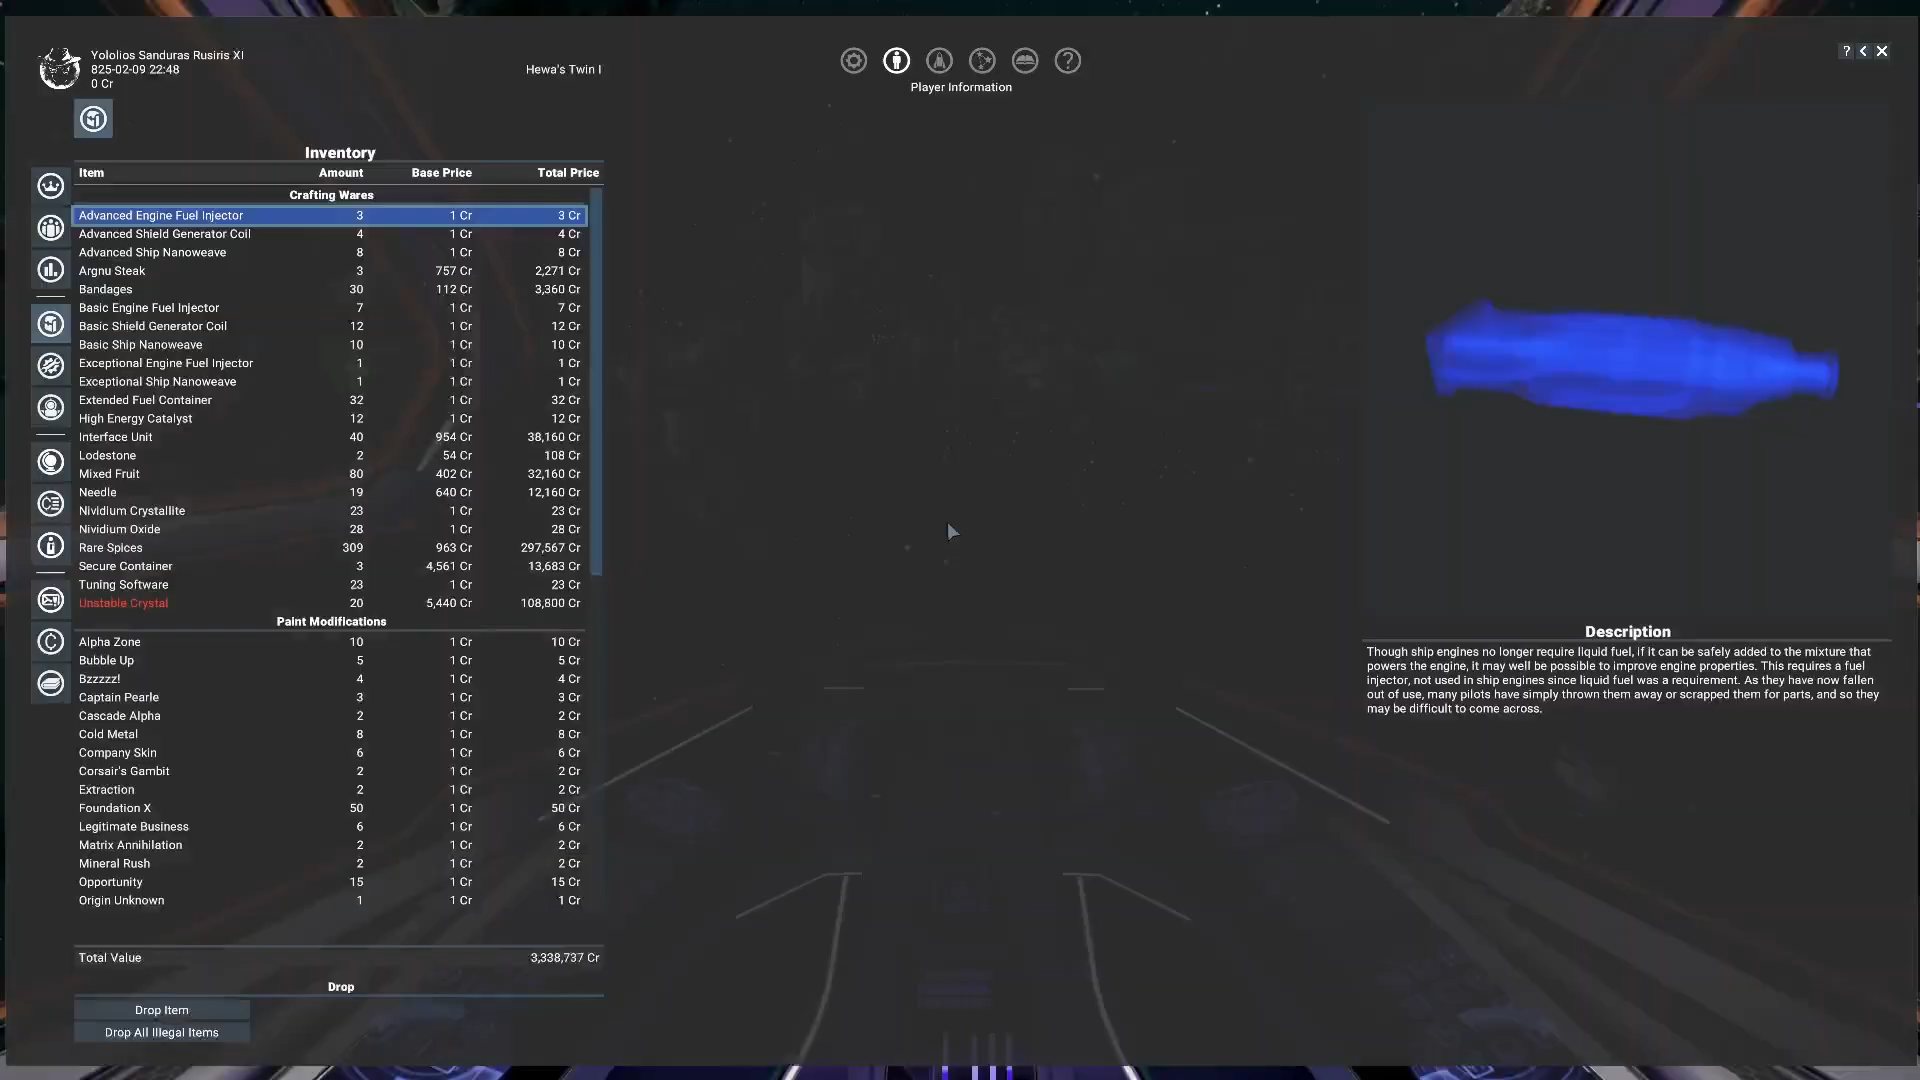 Yololios Sanduras Rusiris XI
825-02-09 22:48
0 Cr
Hewa's Twin I
Player Information
? < X
Inventory
Item Amount Base Price Total Price
Crafting Wares
Advanced Engine Fuel Injector 3 1 Cr 3 Cr
Advanced Shield Generator Coil 4 1 Cr 4 Cr
Advanced Ship Nanoweave 8 1 Cr 8 Cr
Argnu Steak 3 757 Cr 2,271 Cr
Bandages 30 112 Cr 3,360 Cr
Basic Engine Fuel Injector 7 1 Cr 7 Cr
Basic Shield Generator Coil 12 1 Cr 12 Cr
Basic Ship Nanoweave 10 1 Cr 10 Cr
Exceptional Engine Fuel Injector 1 1 Cr 1 Cr
Exceptional Ship Nanoweave 1 1 Cr 1 Cr
Extended Fuel Container 32 1 Cr 32 Cr
High Energy Catalyst 12 1 Cr 12 Cr
Interface Unit 40 954 Cr 38,160 Cr
Lodestone 2 54 Cr 108 Cr
Mixed Fruit 80 402 Cr 32,160 Cr
Needle 19 640 Cr 12,160 Cr
Nividium Crystallite 23 1 Cr 23 Cr
Nividium Oxide 28 1 Cr 28 Cr
Rare Spices 309 963 Cr 297,567 Cr
Secure Container 3 4,561 Cr 13,683 Cr
Tuning Software 23 1 Cr 23 Cr
Unstable Crystal 20 5,440 Cr 108,800 Cr
Paint Modifications
Alpha Zone 10 1 Cr 10 Cr
Bubble Up 5 1 Cr 5 Cr
Bzzzzz! 4 1 Cr 4 Cr
Captain Pearle 3 1 Cr 3 Cr
Cascade Alpha 2 1 Cr 2 Cr
Cold Metal 8 1 Cr 8 Cr
Company Skin 6 1 Cr 6 Cr
Corsair's Gambit 2 1 Cr 2 Cr
Extraction 2 1 Cr 2 Cr
Foundation X 50 1 Cr 50 Cr
Legitimate Business 6 1 Cr 6 Cr
Matrix Annihilation 2 1 Cr 2 Cr
Mineral Rush 2 1 Cr 2 Cr
Opportunity 15 1 Cr 15 Cr
Origin Unknown 1 1 Cr 1 Cr
Total Value 3,338,737 Cr
Drop
Drop Item
Drop All Illegal Items
Description
Though ship engines no longer require liquid fuel, if it can be safely added to the mixture that
powers the engine, it may well be possible to improve engine properties. This requires a fuel
injector, not used in ship engines since liquid fuel was a requirement. As they have now fallen
out of use, many pilots have simply thrown them away or scrapped them for parts, and so they
may be difficult to come across.